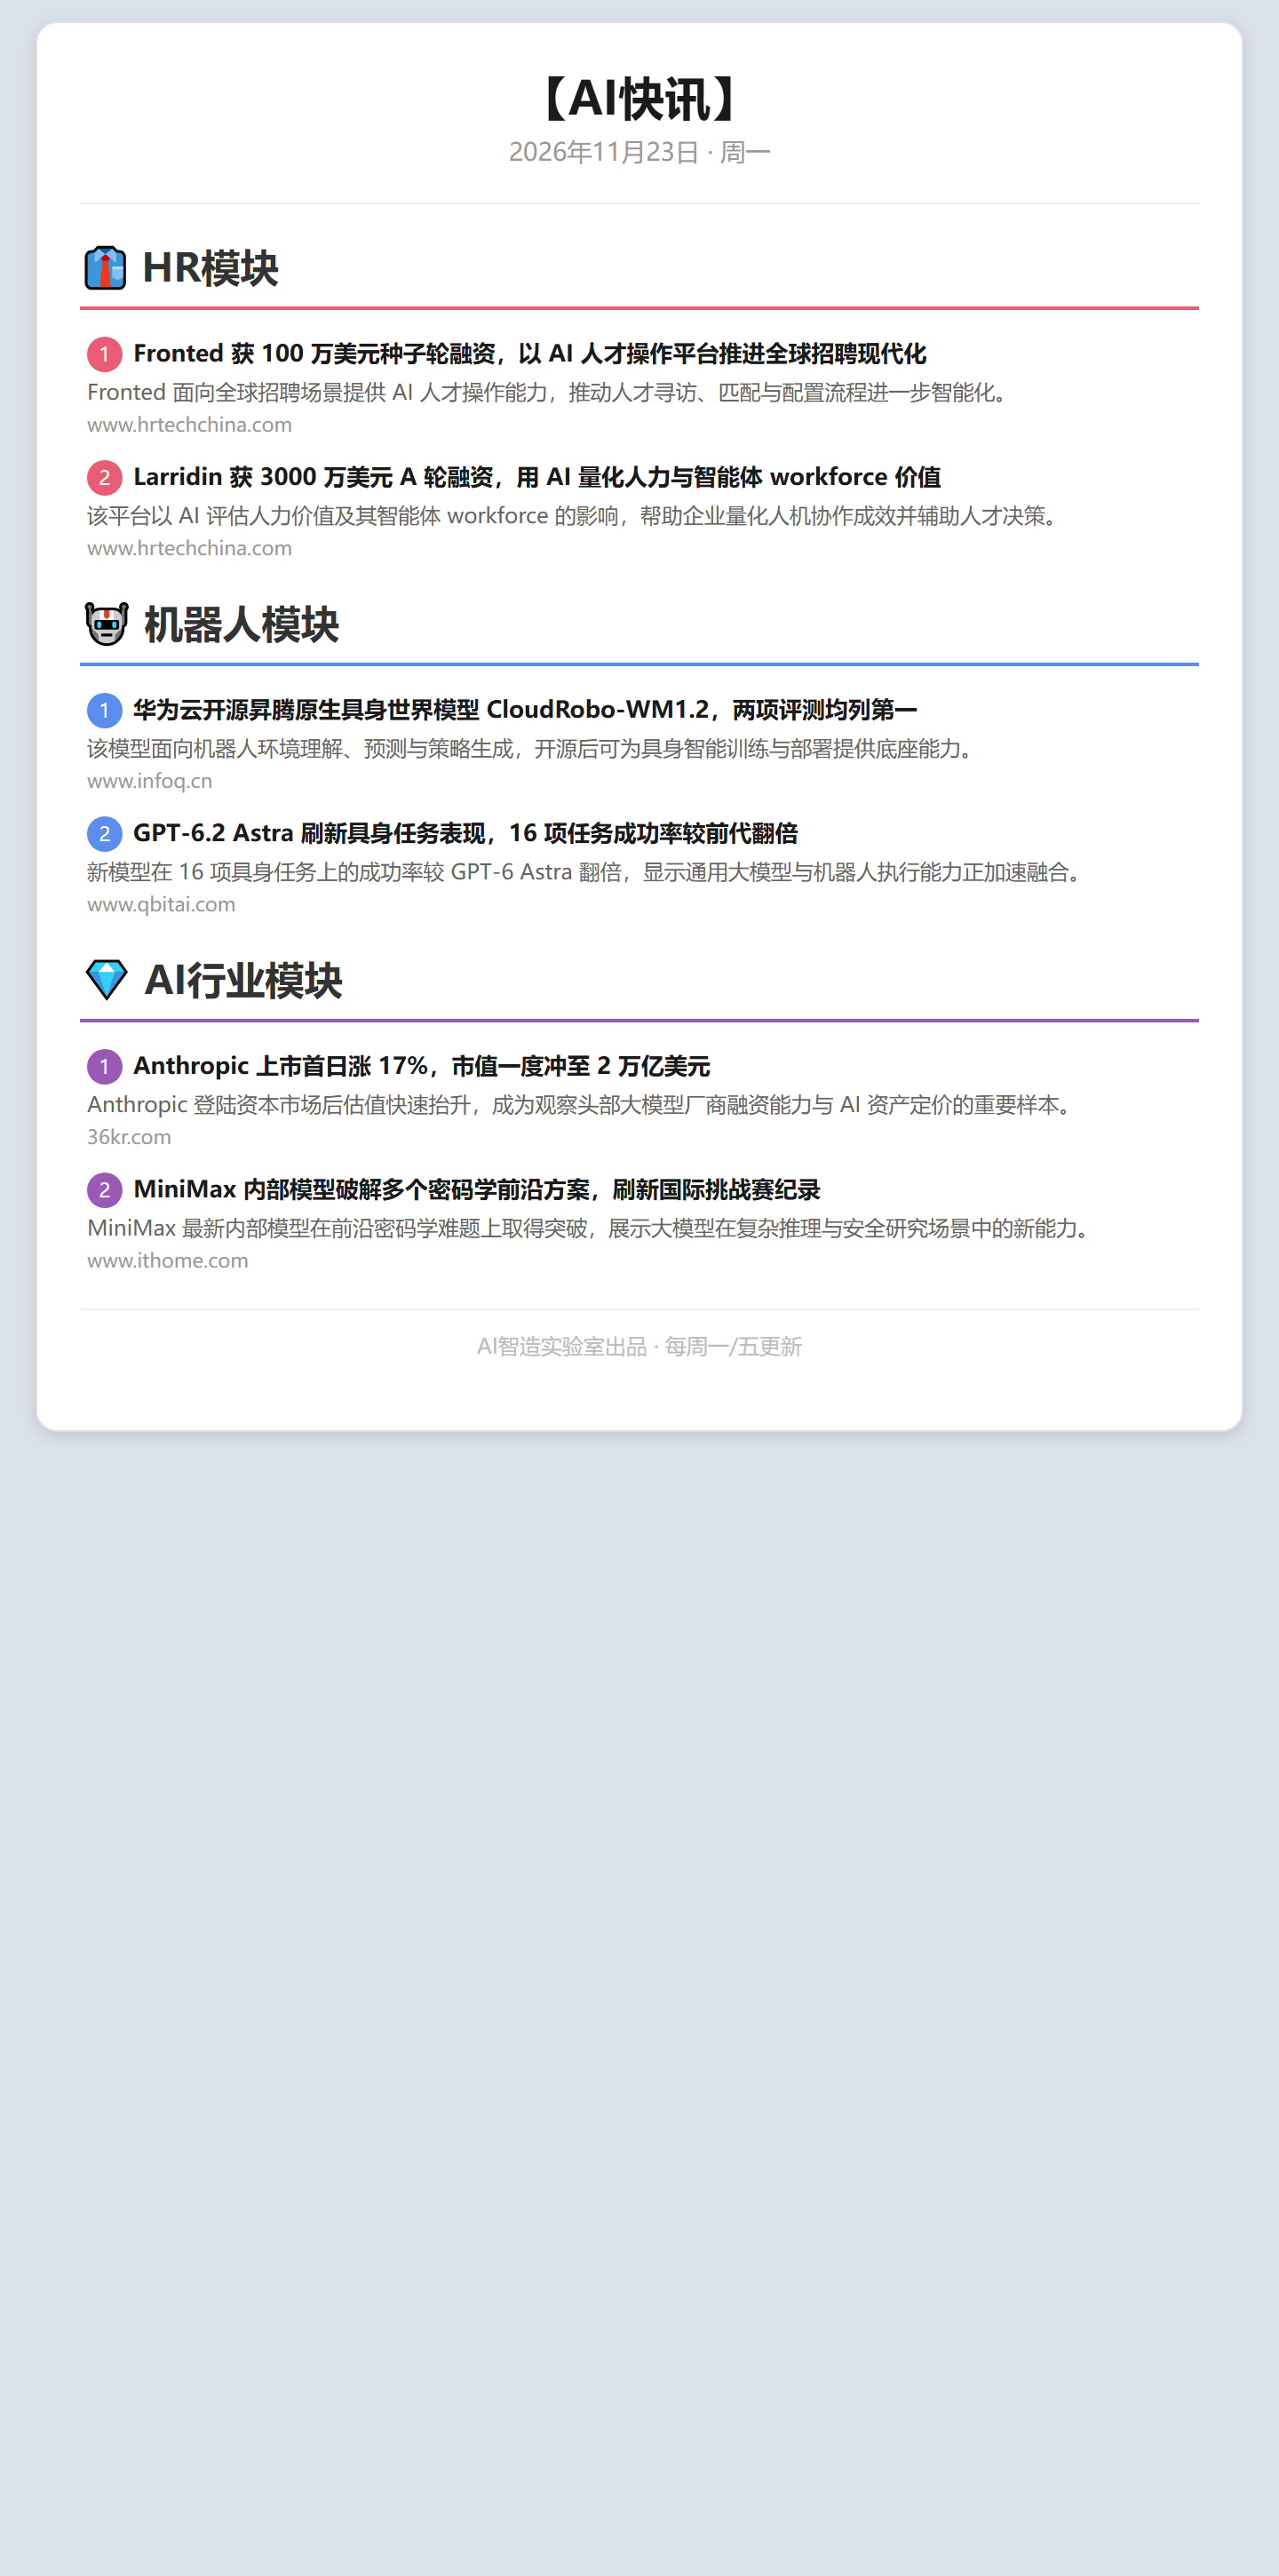 【AI快讯】
2026年11月23日 · 周一
HR模块
1 Fronted 获 100 万美元种子轮融资，以 AI 人才操作平台推进全球招聘现代化
Fronted 面向全球招聘场景提供 AI 人才操作能力，推动人才寻访、匹配与配置流程进一步智能化。
www.hrtechchina.com
2 Larridin 获 3000 万美元 A 轮融资，用 AI 量化人力与智能体 workforce 价值
该平台以 AI 评估人力价值及其智能体 workforce 的影响，帮助企业量化人机协作成效并辅助人才决策。
www.hrtechchina.com
机器人模块
1 华为云开源昇腾原生具身世界模型 CloudRobo-WM1.2，两项评测均列第一
该模型面向机器人环境理解、预测与策略生成，开源后可为具身智能训练与部署提供底座能力。
www.infoq.cn
2 GPT-6.2 Astra 刷新具身任务表现，16 项任务成功率较前代翻倍
新模型在 16 项具身任务上的成功率较 GPT-6 Astra 翻倍，显示通用大模型与机器人执行能力正加速融合。
www.qbitai.com
AI行业模块
1 Anthropic 上市首日涨 17%，市值一度冲至 2 万亿美元
Anthropic 登陆资本市场后估值快速抬升，成为观察头部大模型厂商融资能力与 AI 资产定价的重要样本。
36kr.com
2 MiniMax 内部模型破解多个密码学前沿方案，刷新国际挑战赛纪录
MiniMax 最新内部模型在前沿密码学难题上取得突破，展示大模型在复杂推理与安全研究场景中的新能力。
www.ithome.com
AI智造实验室出品 · 每周一/五更新